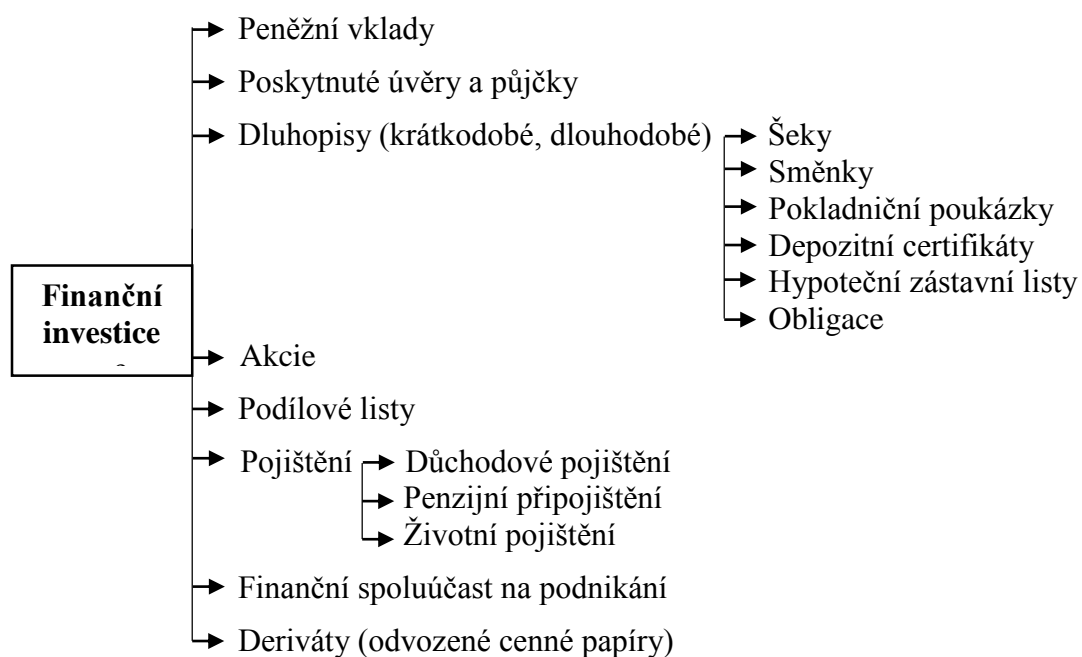 Peněžní vklady
Poskytnuté úvěry a půjčky
Dluhopisy (krátkodobé, dlouhodobé)
Šeky
Směnky
Pokladniční poukázky
Depozitní certifikáty
Hypoteční zástavní listy
Obligace
Finanční
investice
Akcie
Podílové listy
Pojištění
Důchodové pojištění
Penzijní připojištění
Životní pojištění
Finanční spoluúčast na podnikání
Deriváty (odvozené cenné papíry)